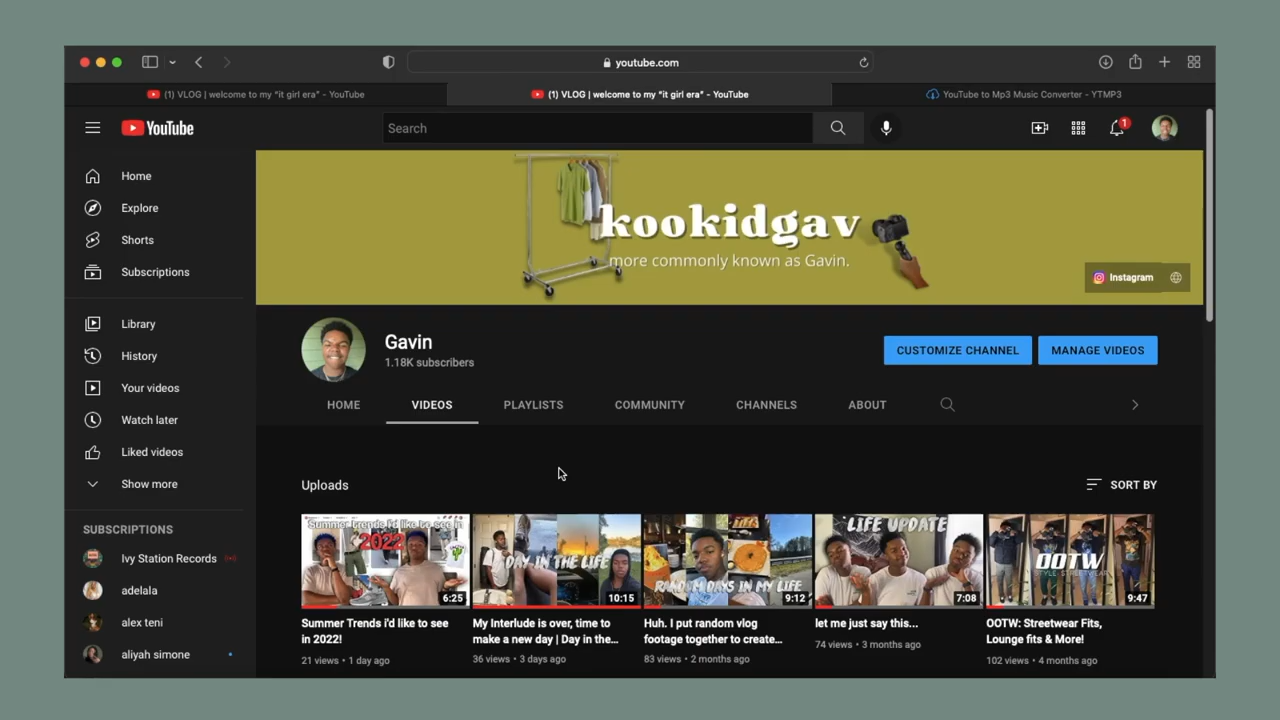 youtube.com
(1) VLOG | welcome to my "it girl era" - YouTube
(1) VLOG | welcome to my "it girl era" - YouTube
YouTube to Mp3 Music Converter - YTMP3
YouTube
Search
1
Home
Explore
Shorts
Subscriptions
Library
History
Your videos
Watch later
Liked videos
Show more
SUBSCRIPTIONS
Ivy Station Records
adelala
alex teni
aliyah simone
kookidgav
more commonly known as Gavin.
Instagram
Gavin
1.18K subscribers
CUSTOMIZE CHANNEL
MANAGE VIDEOS
HOME
VIDEOS
PLAYLISTS
COMMUNITY
CHANNELS
ABOUT
Uploads
SORT BY
Summer trends i'd like to see in
2022
6:25
Summer Trends i'd like to see
in 2022!
21 views • 1 day ago
DAY IN THE LIFE
10:15
My Interlude is over, time to
make a new day | Day in the...
36 views • 3 days ago
RANDOM DAYS IN MY LIFE
9:12
Huh. I put random vlog
footage together to create...
83 views • 2 months ago
LIFE UPDATE
7:08
let me just say this...
74 views • 3 months ago
OOTW
STYLE STREETWEAR
9:47
OOTW: Streetwear Fits,
Lounge fits & More!
102 views • 4 months ago